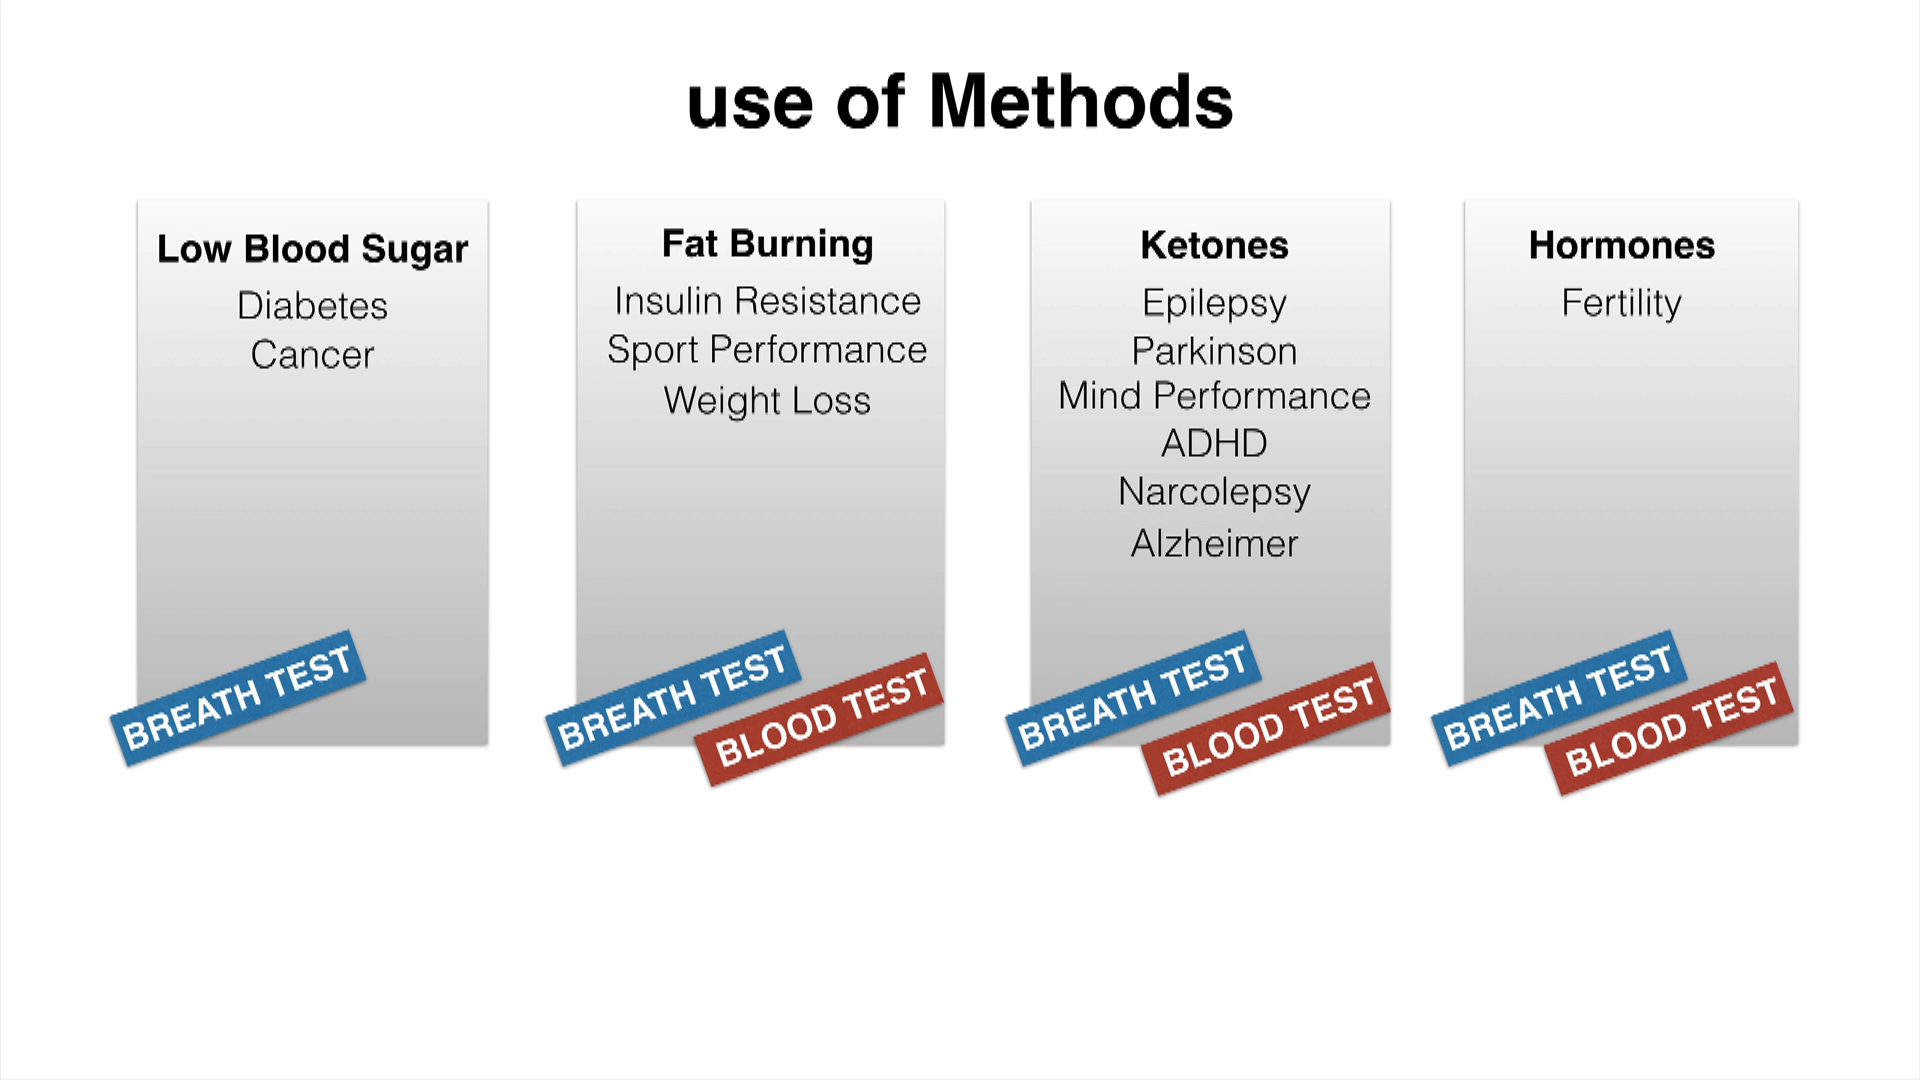 use of Methods
Low Blood Sugar
Diabetes
Cancer
BREATH TEST
Fat Burning
Insulin Resistance
Sport Performance
Weight Loss
BREATH TEST
BLOOD TEST
Ketones
Epilepsy
Parkinson
Mind Performance
ADHD
Narcolepsy
Alzheimer
BREATH TEST
BLOOD TEST
Hormones
Fertility
BREATH TEST
BLOOD TEST